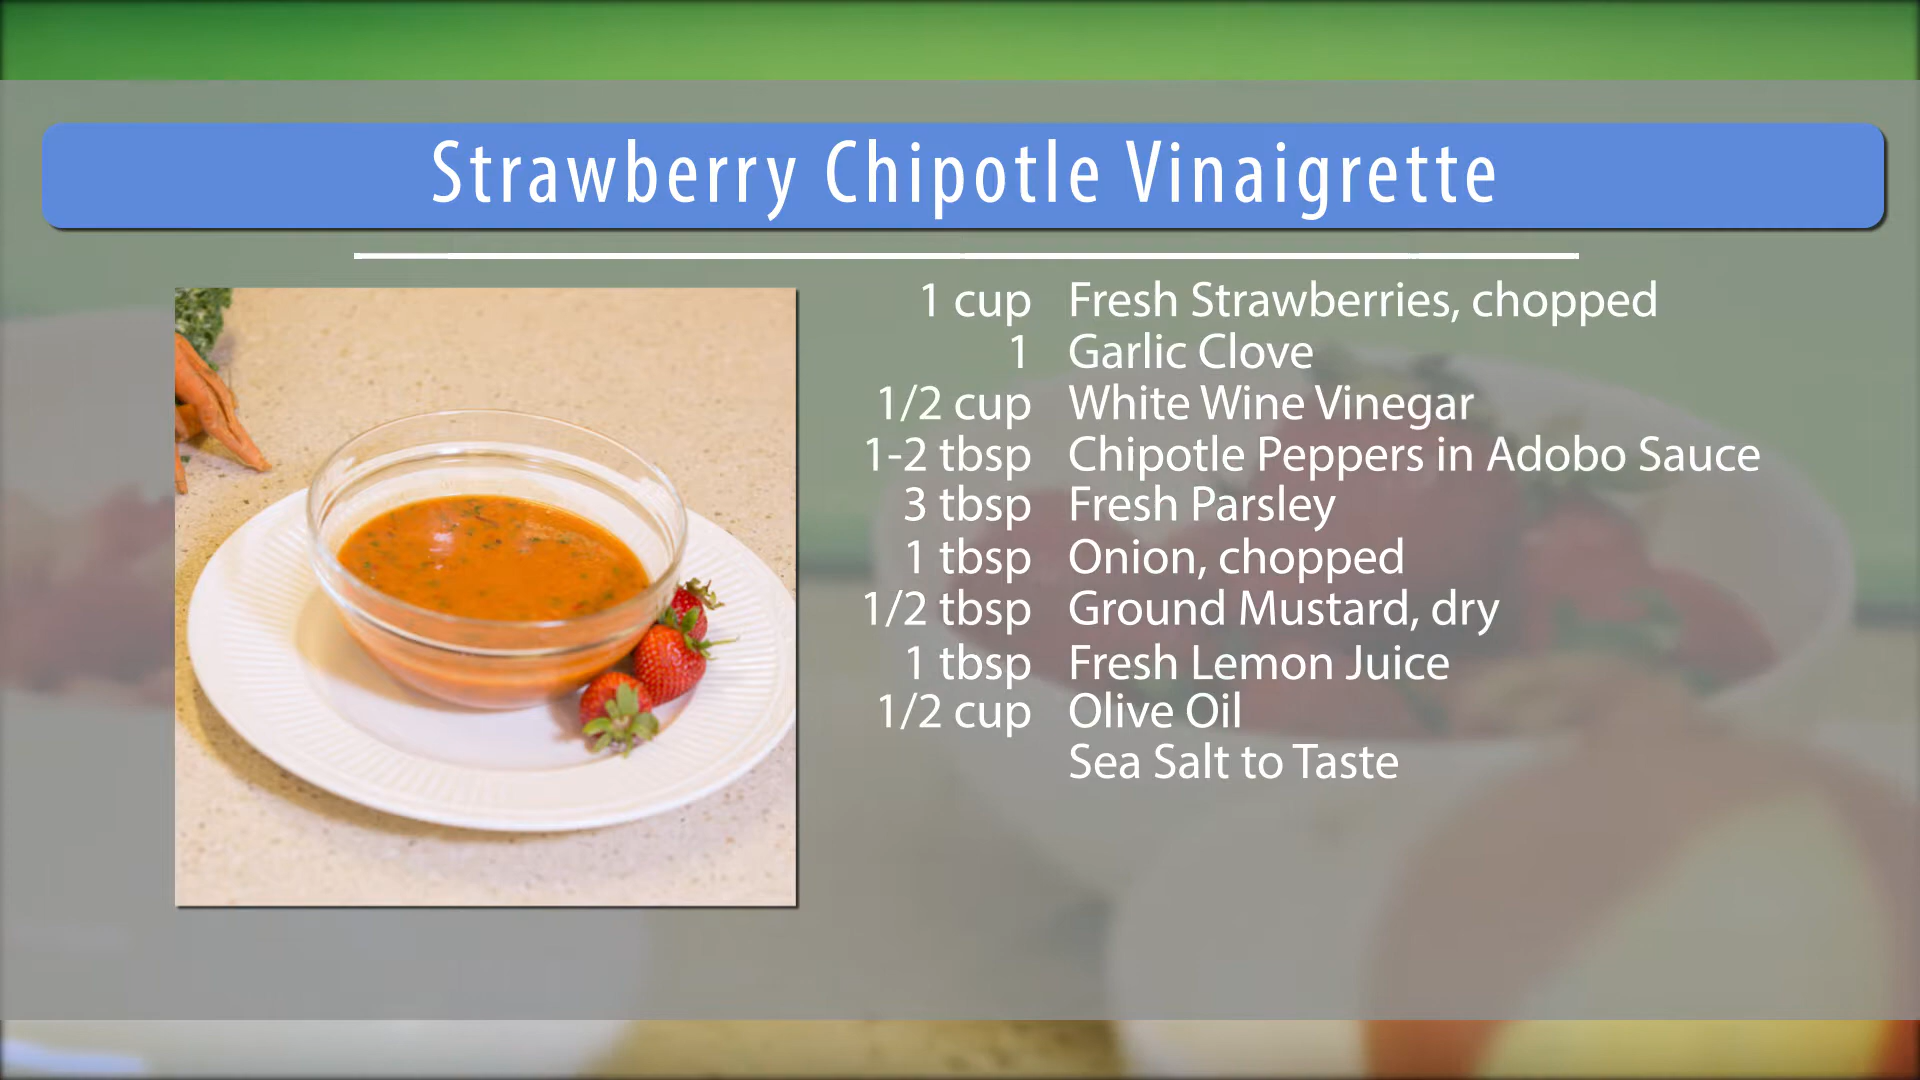 Strawberry Chipotle Vinaigrette
1 cup Fresh Strawberries, chopped
1 Garlic Clove
1/2 cup White Wine Vinegar
1-2 tbsp Chipotle Peppers in Adobo Sauce
3 tbsp Fresh Parsley
1 tbsp Onion, chopped
1/2 tbsp Ground Mustard, dry
1 tbsp Fresh Lemon Juice
1/2 cup Olive Oil
Sea Salt to Taste